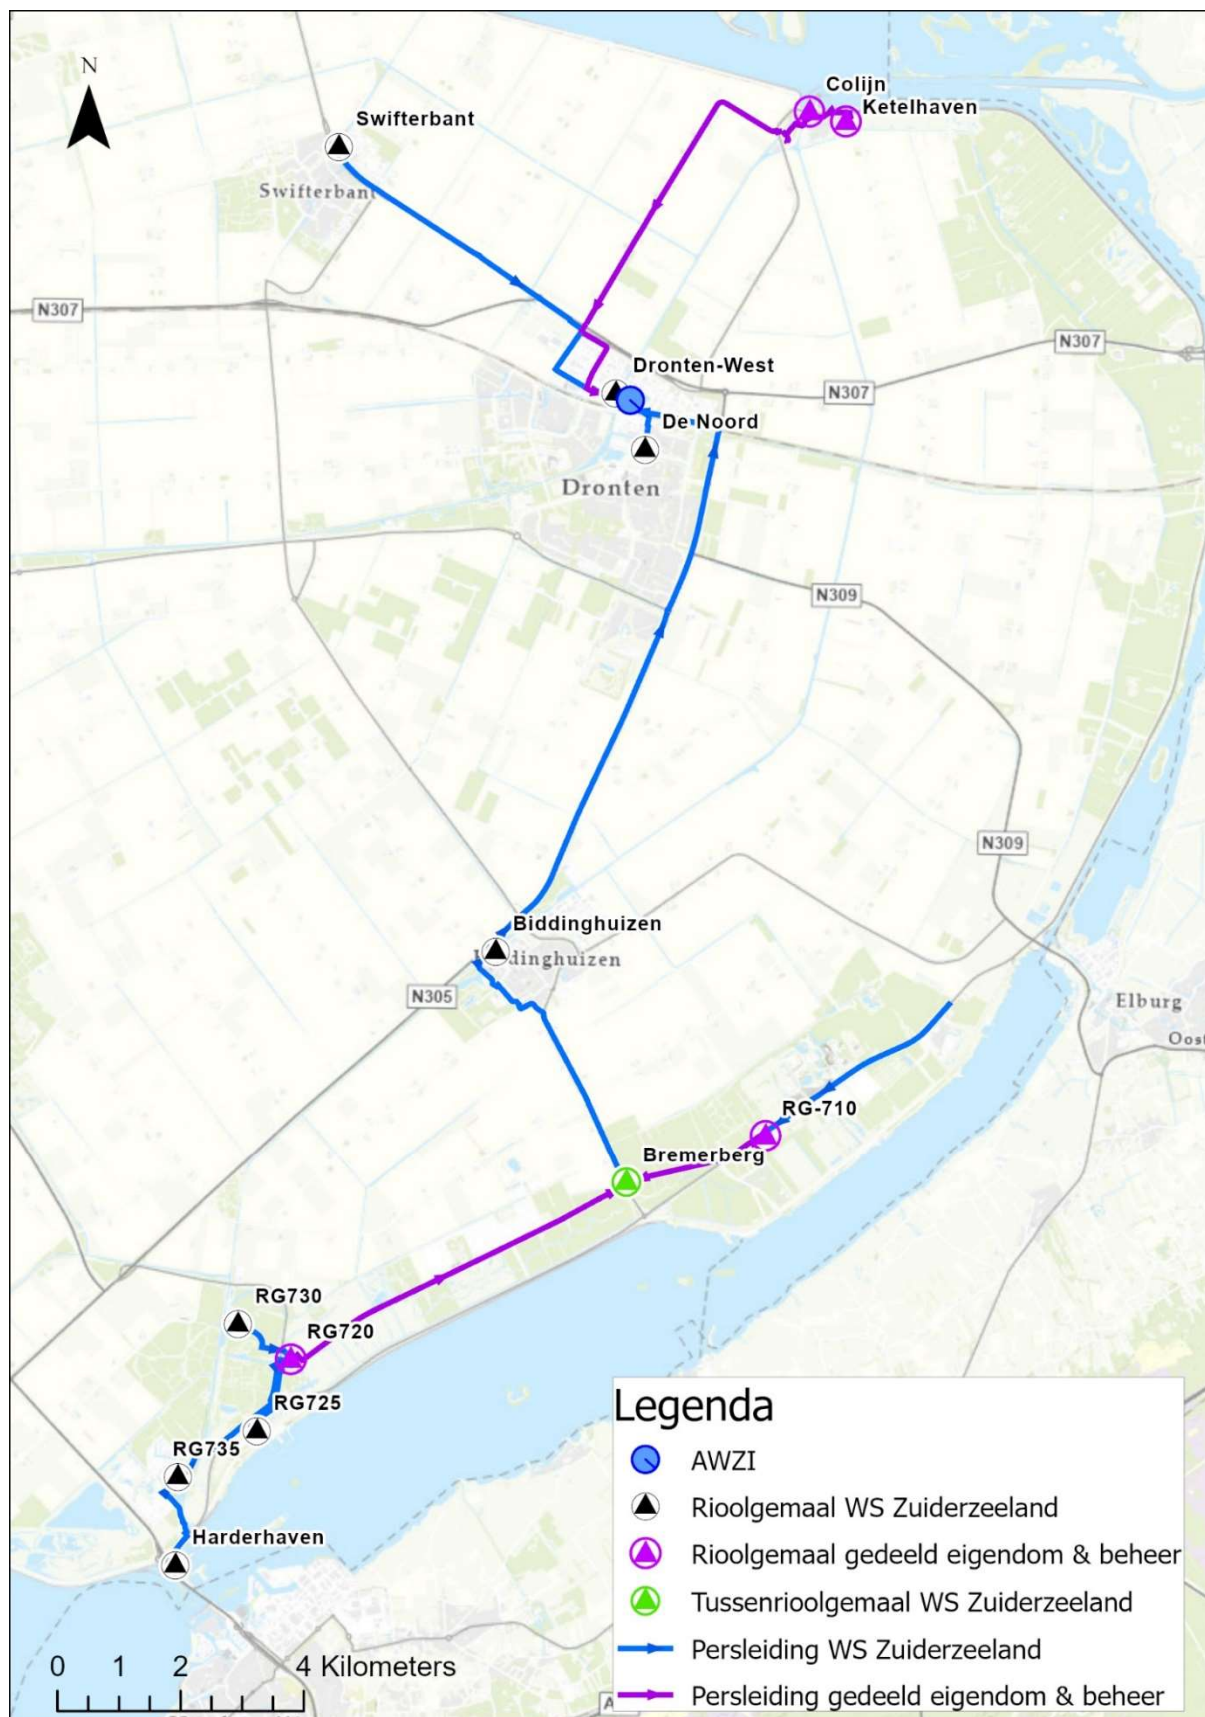 N
Colijn
Ketelhaven
Swifterbant
Swifterbant
N307
N307
Dronten-West
N307
De Noord
Dronten
N309
N309
Biddinghuizen
ddinghuizen
N305
Elburg
Oost
RG-710
Bremerberg
RG730
RG720
RG725
RG735
Harderhaven
Legenda
AWZI
Rioolgemaal WS Zuiderzeeland
Rioolgemaal gedeeld eigendom & beheer
Tussenrioolgemaal WS Zuiderzeeland
Persleiding WS Zuiderzeeland
Persleiding gedeeld eigendom & beheer
0 1 2 4 Kilometers